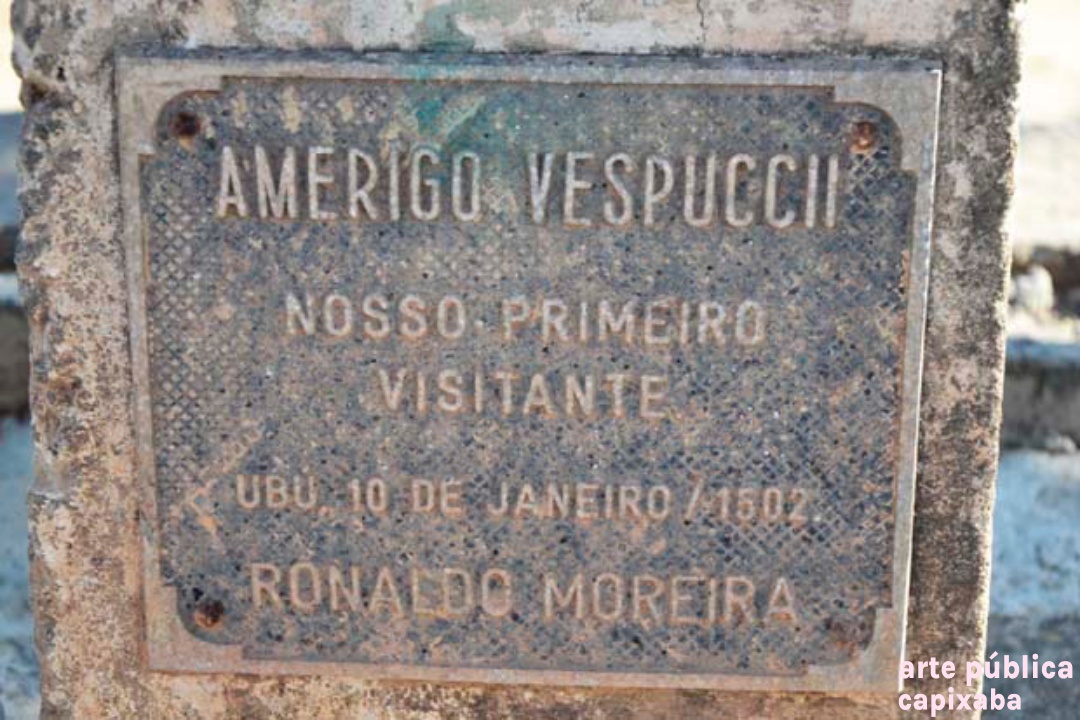 AMERIGO VESPUCCII
NOSSO PRIMEIRO
VISITANTE
UBU, 10 DE JANEIRO/1502
RONALDO MOREIRA
arte pública
capixaba